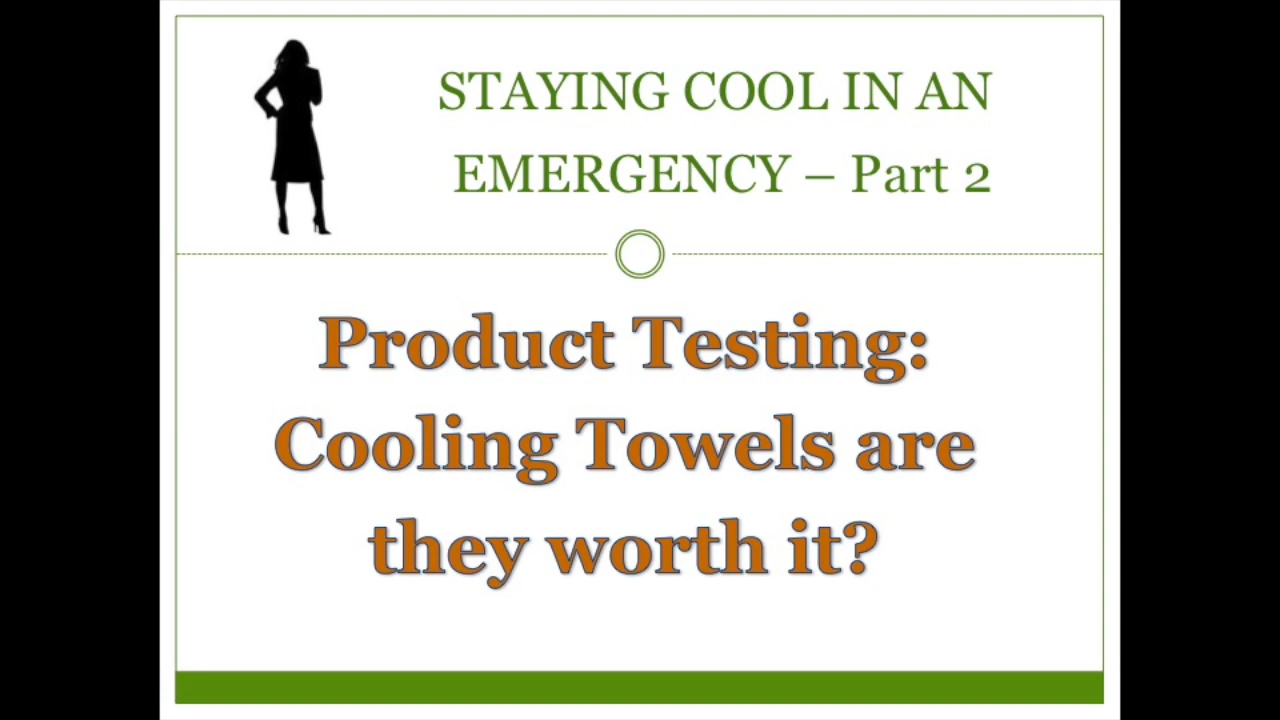 STAYING COOL IN AN
EMERGENCY – Part 2
Product Testing:
Cooling Towels are
they worth it?